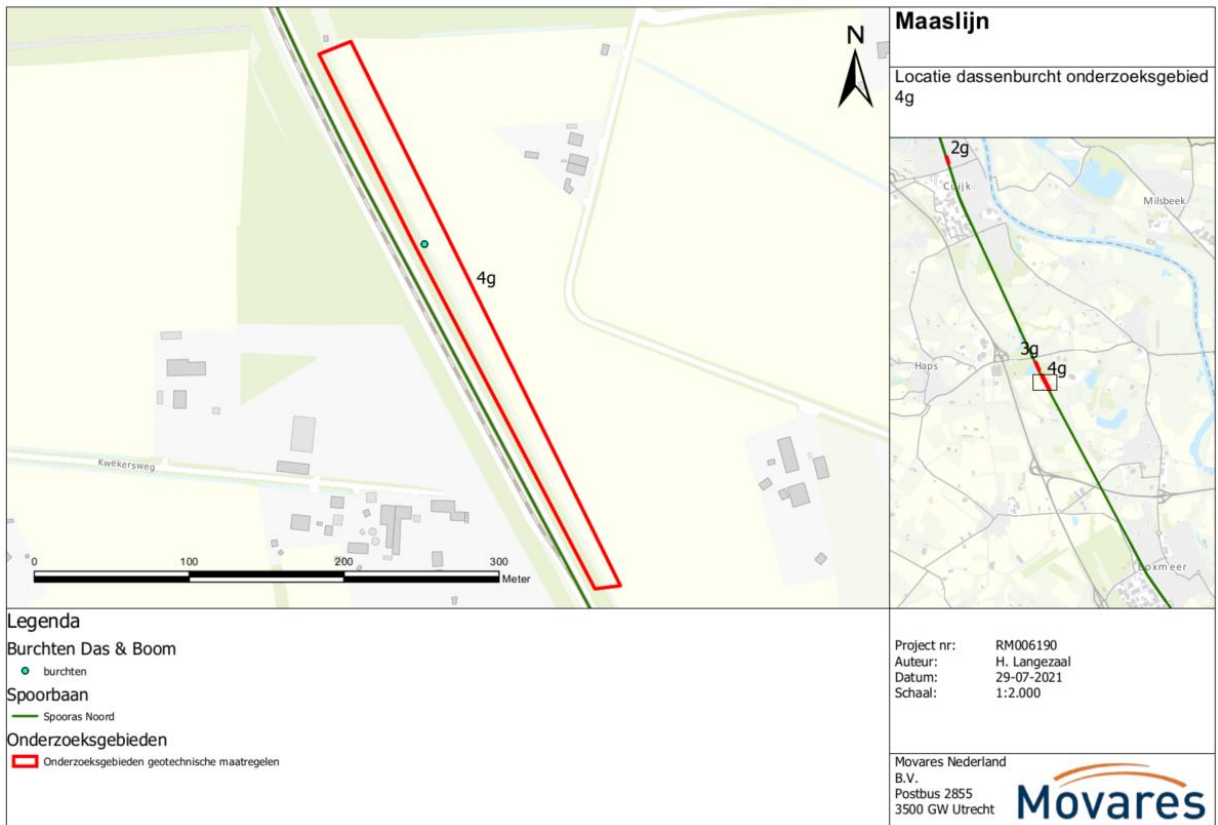 Maaslijn
Locatie dassenburcht onderzoeksgebied
4g
N
4g
Kwekersweg
0 100 200 300
Meter
2g
Cuijk
Milsbeek
3g
4g
Haps
Boxmeer
Legenda
Burchten Das & Boom
burchten
Spoorbaan
Spooras Noord
Onderzoeksgebieden
Onderzoeksgebieden geotechnische maatregelen
Project nr: RM006190
Auteur: H. Langezaal
Datum: 29-07-2021
Schaal: 1:2.000
Movares Nederland
B.V.
Postbus 2855
3500 GW Utrecht
Movares